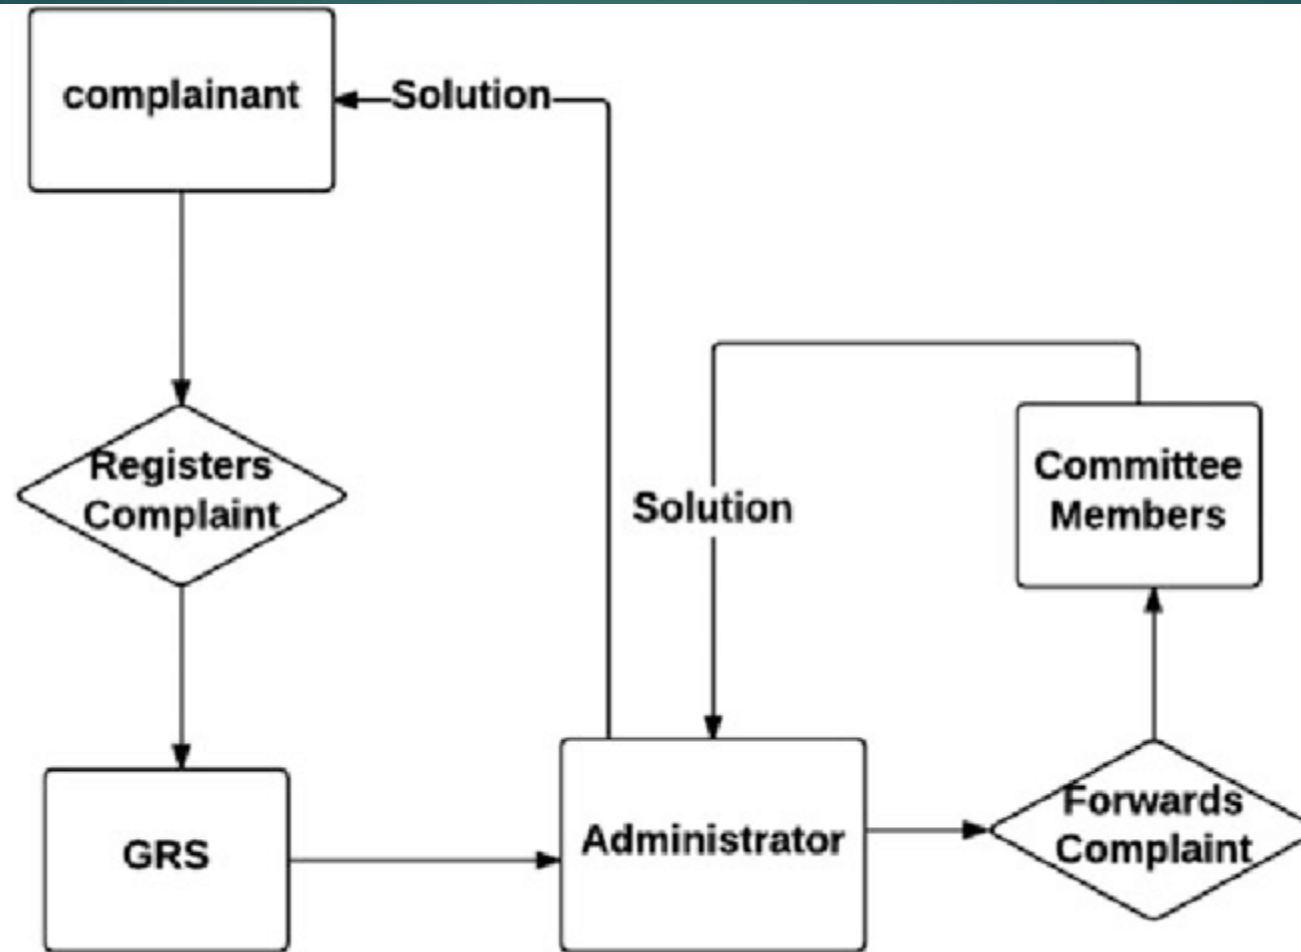 complainant
Solution
Registers
Complaint
Solution
Committee
Members
GRS
Administrator
Forwards
Complaint